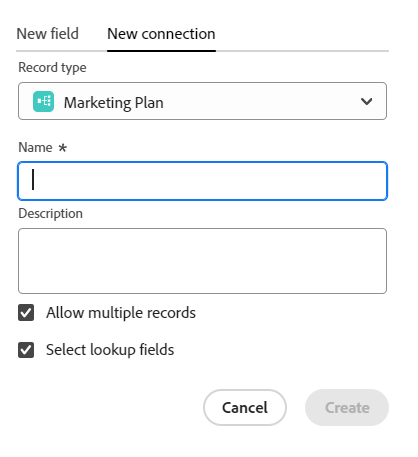 New field New connection
Record type
Marketing Plan
Name *
Description
Allow multiple records
Select lookup fields
Cancel Create